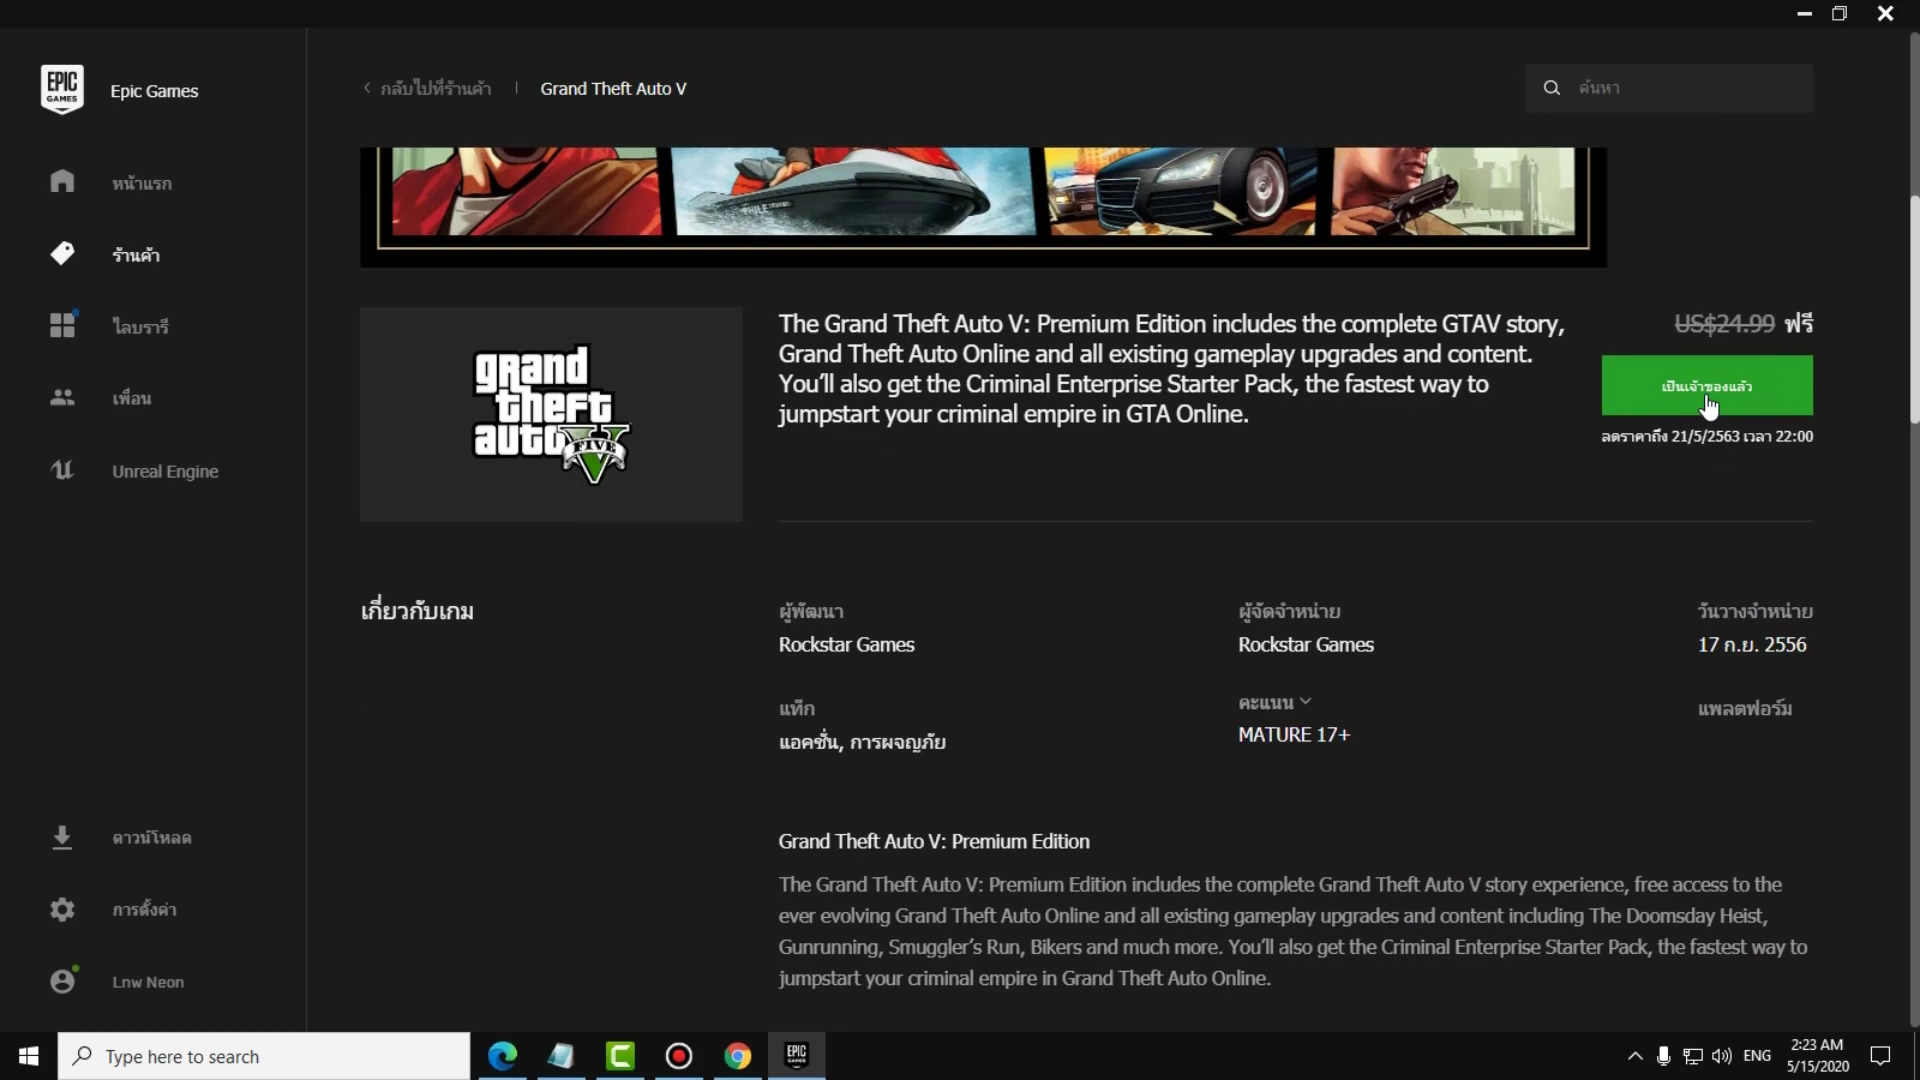 EPIC
GAMES
Epic Games
กลับไปที่ร้านค้า
Grand Theft Auto V
ค้นหา
หน้าแรก
ร้านค้า
ไลบรารี
เพื่อน
Unreal Engine
grand
theft
auto
FIVE
The Grand Theft Auto V: Premium Edition includes the complete GTAV story,
Grand Theft Auto Online and all existing gameplay upgrades and content.
You'll also get the Criminal Enterprise Starter Pack, the fastest way to
jumpstart your criminal empire in GTA Online.
US$24.99 ฟรี
เป็นเจ้าของแล้ว
ลดราคาถึง 21/5/2563 เวลา 22:00
เกี่ยวกับเกม
ผู้พัฒนา
Rockstar Games
ผู้จัดจำหน่าย
Rockstar Games
วันวางจำหน่าย
17 ก.ย. 2556
แท็ก
แอคชั่น, การผจญภัย
คะแนน
MATURE 17+
แพลตฟอร์ม
Grand Theft Auto V: Premium Edition
The Grand Theft Auto V: Premium Edition includes the complete Grand Theft Auto V story experience, free access to the
ever evolving Grand Theft Auto Online and all existing gameplay upgrades and content including The Doomsday Heist,
Gunrunning, Smuggler's Run, Bikers and much more. You'll also get the Criminal Enterprise Starter Pack, the fastest way to
jumpstart your criminal empire in Grand Theft Auto Online.
ดาวน์โหลด
การตั้งค่า
Lnw Neon
Type here to search
EPIC
GAMES
ENG
2:23 AM
5/15/2020